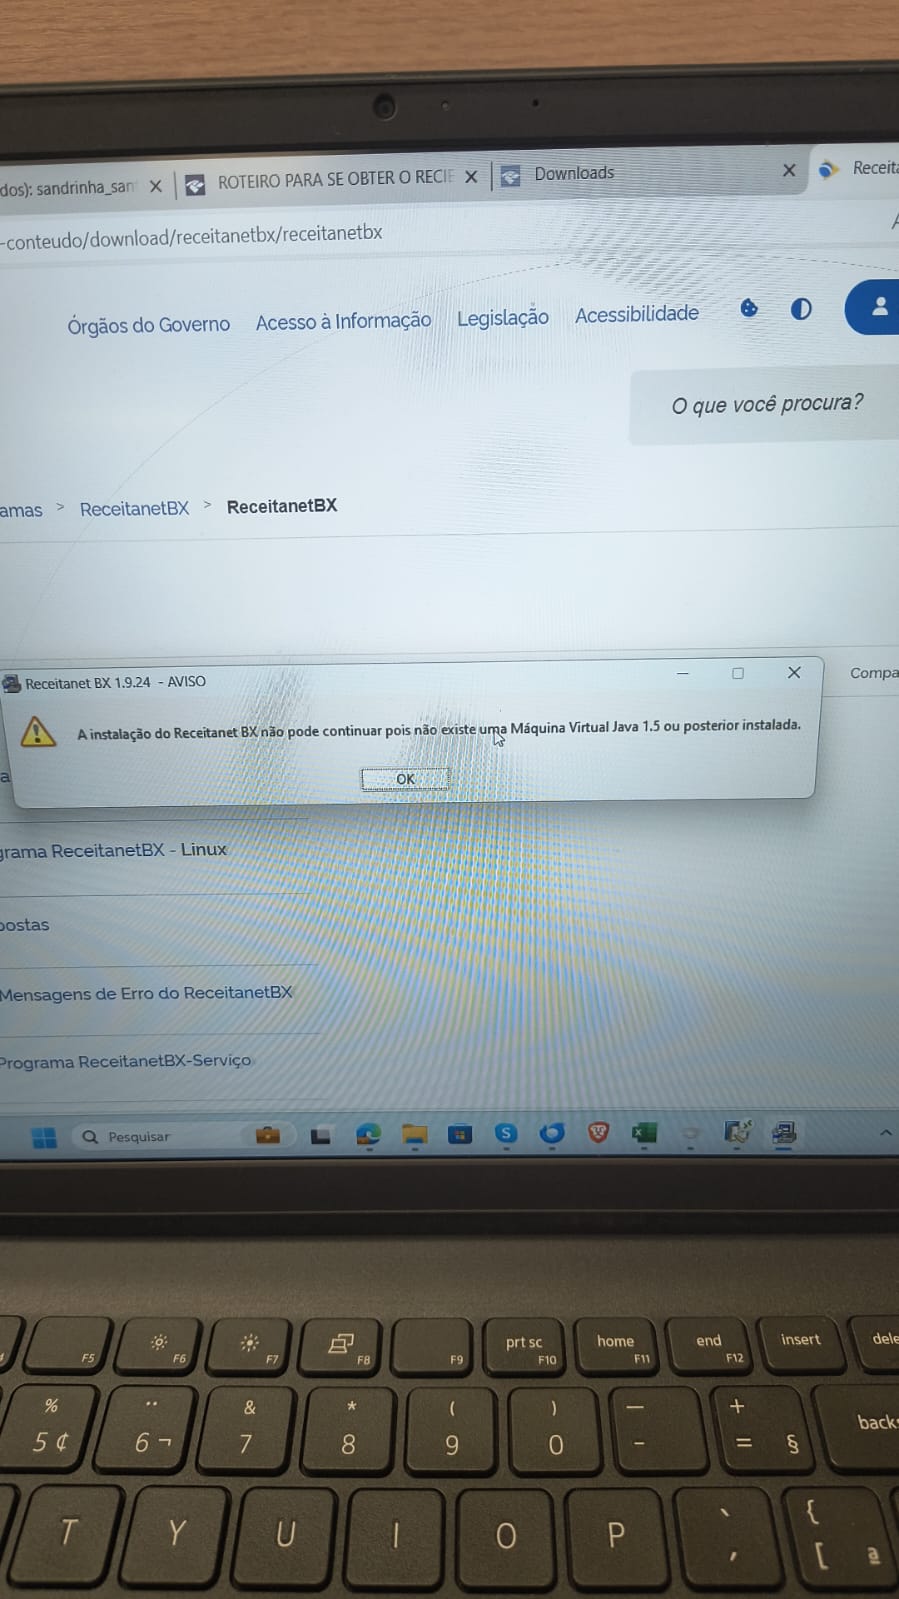 dos): sandrinha_san
ROTEIRO PARA SE OBTER O RECIE
Downloads
Receita
-conteudo/download/receitanetbx/receitanetbx
Órgãos do Governo
Acesso à Informação
Legislação
Acessibilidade
O que você procura?
amas > ReceitanetBX > ReceitanetBX
Receitanet BX 1.9.24 - AVISO
Compa
A instalação do Receitanet BX não pode continuar pois não existe uma Máquina Virtual Java 1.5 ou posterior instalada.
OK
grama ReceitanetBX - Linux
postas
Mensagens de Erro do ReceitanetBX
Programa ReceitanetBX-Serviço
Pesquisar
F5
F6
F7
F8
F9
prt sc F10
home F11
end F12
insert
dele
% 5 ¢
¨ 6 ¬
& 7
* 8
( 9
) 0
_ -
+ = §
back
T
Y
U
I
O
P
` ´
{ [ ª